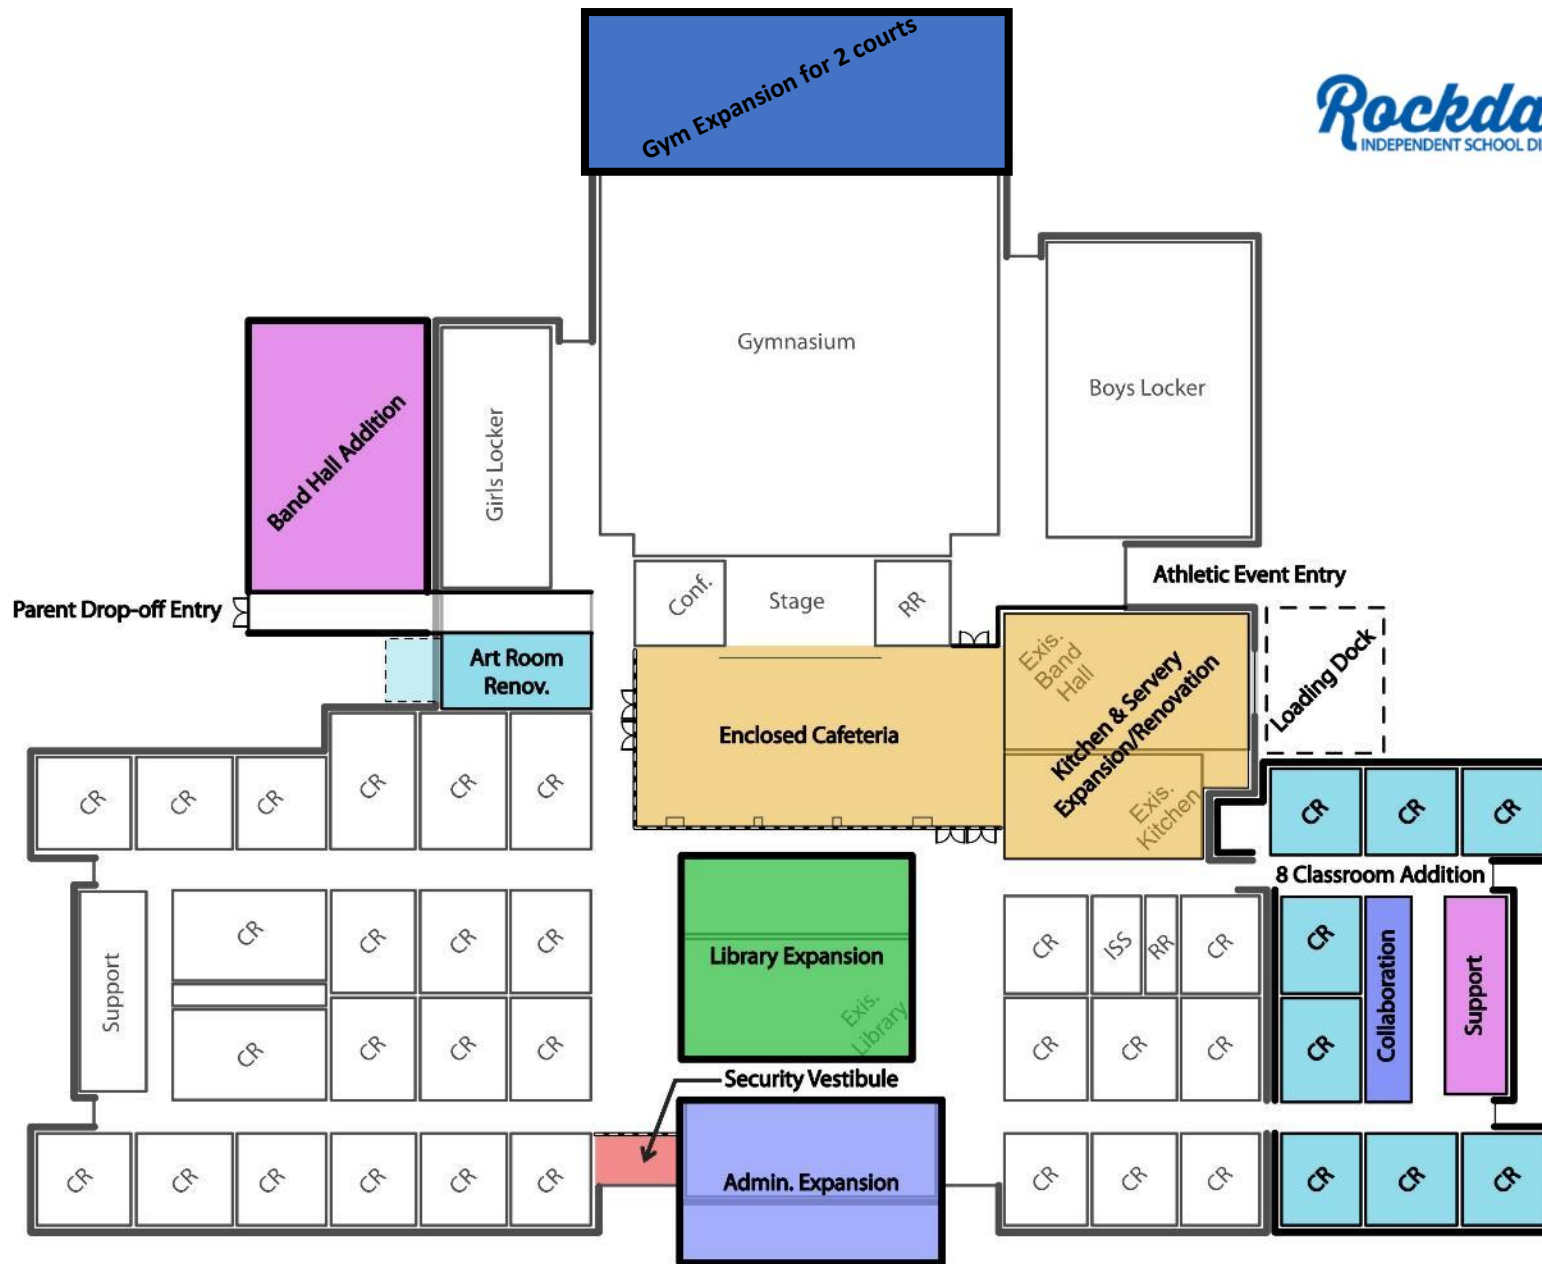 Gym Expansion for 2 courts
Rockda
INDEPENDENT SCHOOL DI
Gymnasium
Boys Locker
Band Hall Addition
Girls Locker
Athletic Event Entry
Parent Drop-off Entry
Conf.
Stage
RR
Art Room
Renov.
Exis.
Band
Hall
Kitchen & Servery
Expansion/Renovation
Loading Dock
Enclosed Cafeteria
Exis.
Kitchen
CR
CR
CR
CR
CR
CR
CR
CR
CR
8 Classroom Addition
Support
CR
CR
CR
CR
Library Expansion
Exis.
Library
CR
ISS
RR
CR
CR
Collaboration
Support
CR
CR
CR
CR
CR
CR
CR
CR
Security Vestibule
CR
CR
CR
CR
CR
CR
Admin. Expansion
CR
CR
CR
CR
CR
CR